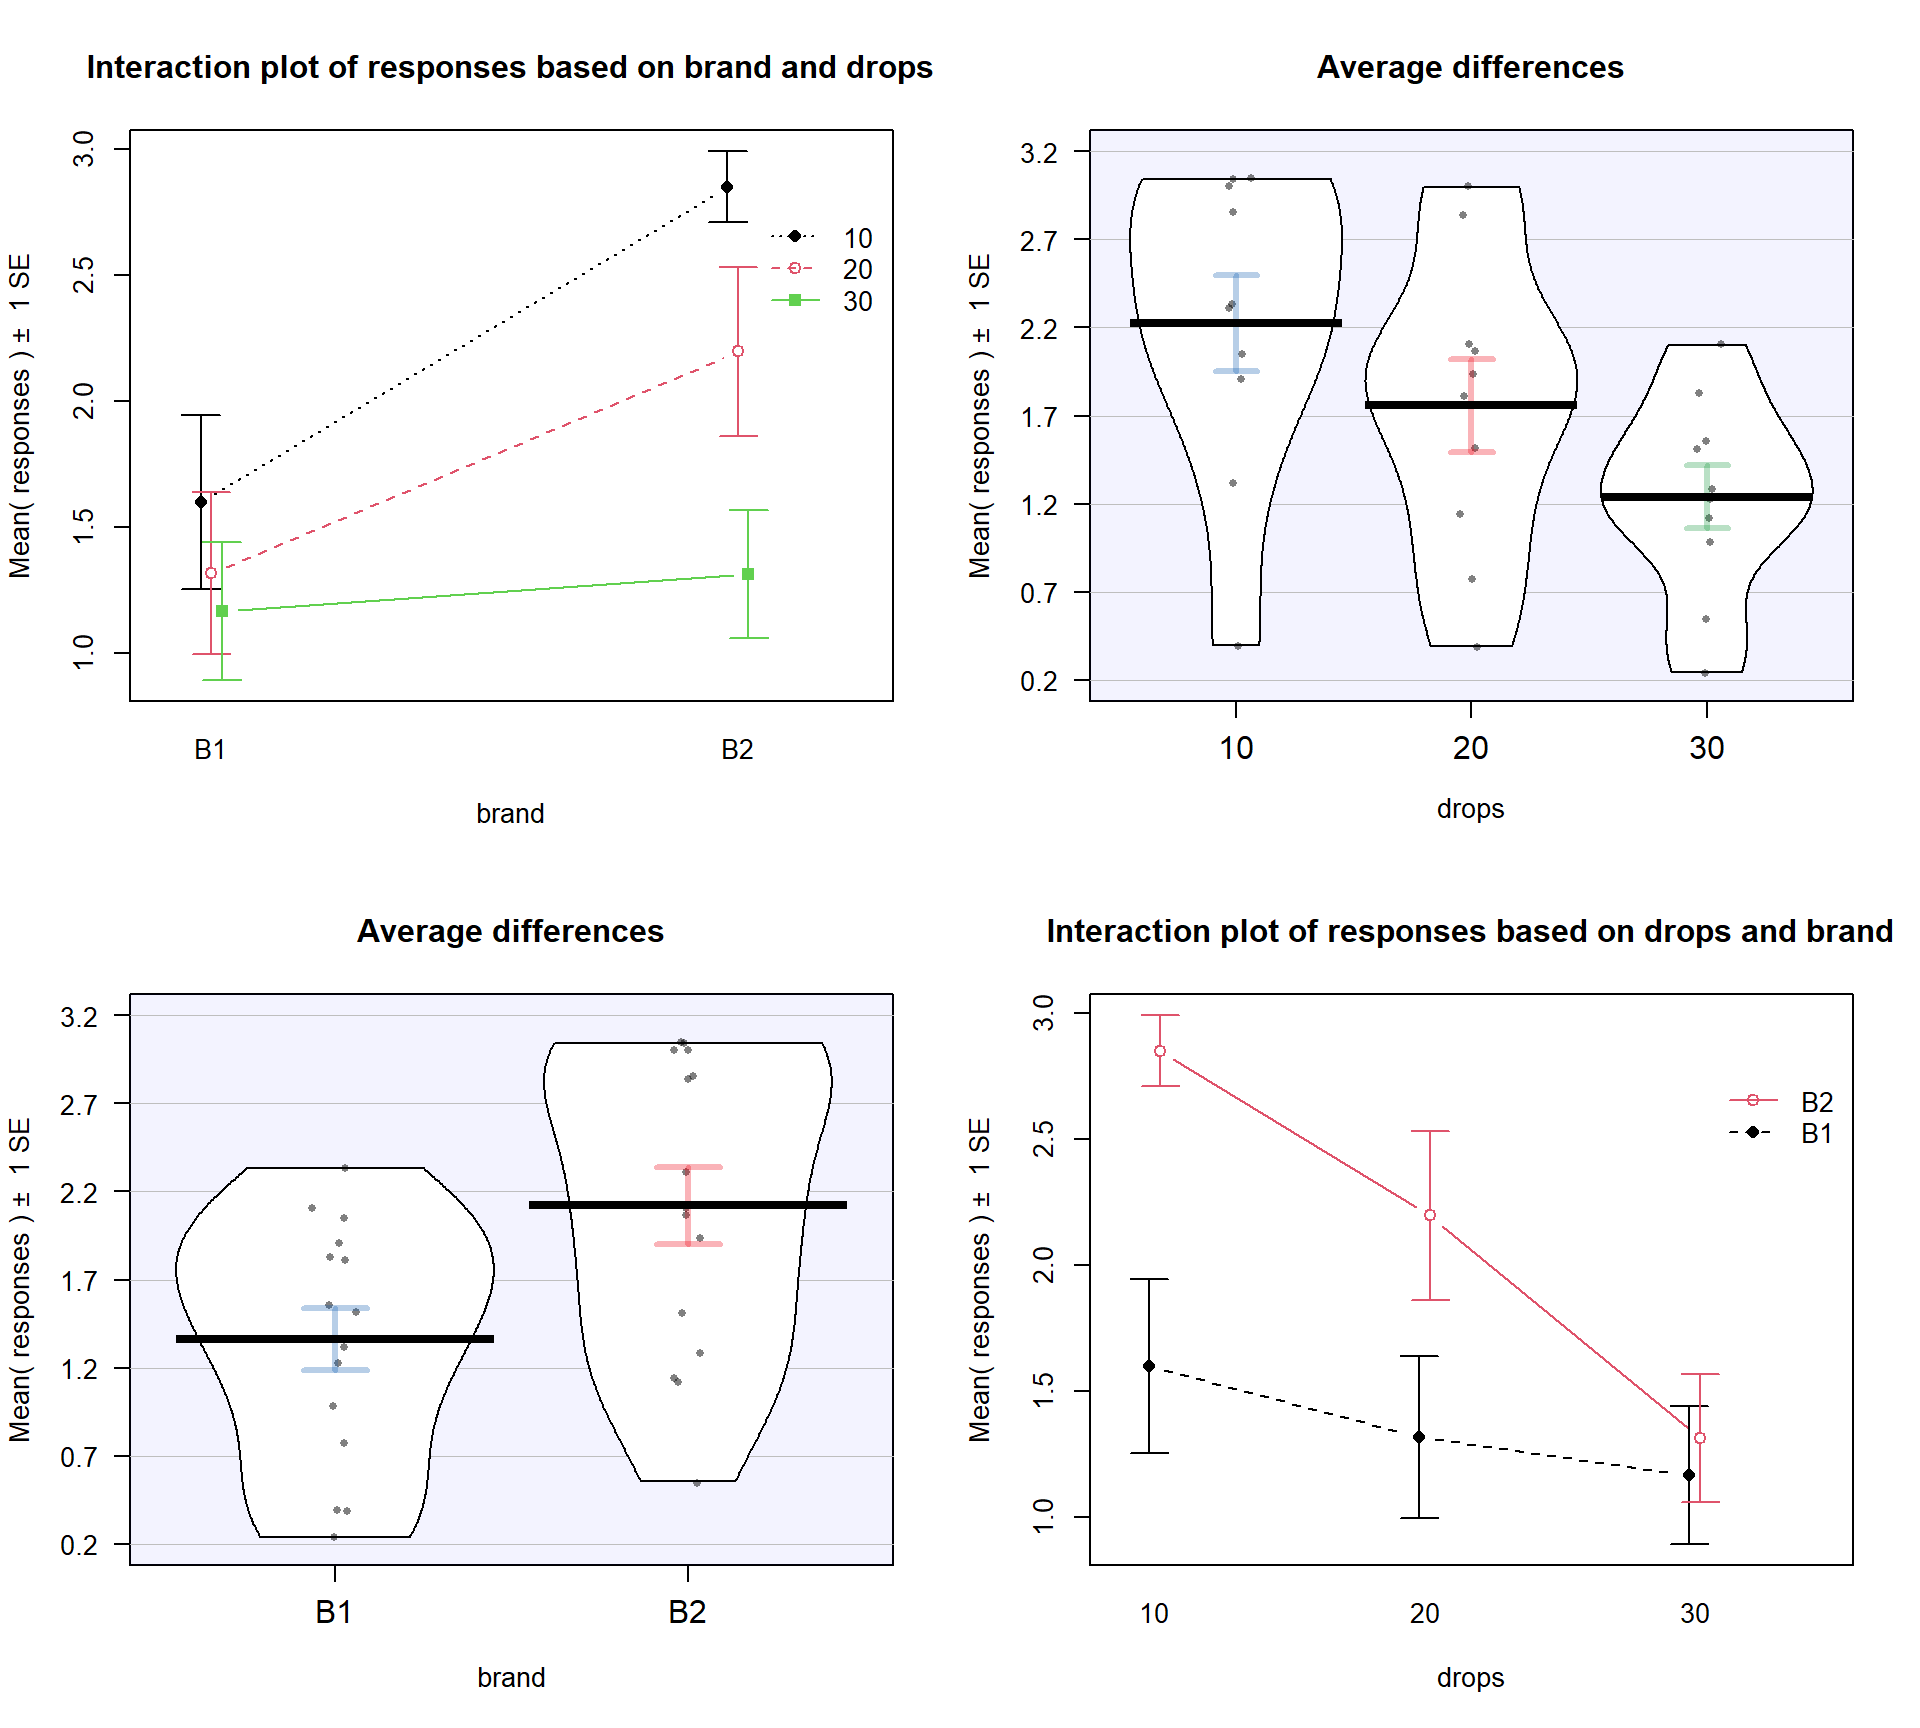 Interaction plot of responses based on brand and drops
Mean( responses ) ± 1 SE
3.0
2.5
2.0
1.5
1.0
10
20
30
B1
B2
brand
Average differences
Mean( responses ) ± 1 SE
3.2
2.7
2.2
1.7
1.2
0.7
0.2
10
20
30
drops
Average differences
Mean( responses ) ± 1 SE
3.2
2.7
2.2
1.7
1.2
0.7
0.2
B1
B2
brand
Interaction plot of responses based on drops and brand
Mean( responses ) ± 1 SE
3.0
2.5
2.0
1.5
1.0
B2
B1
10
20
30
drops